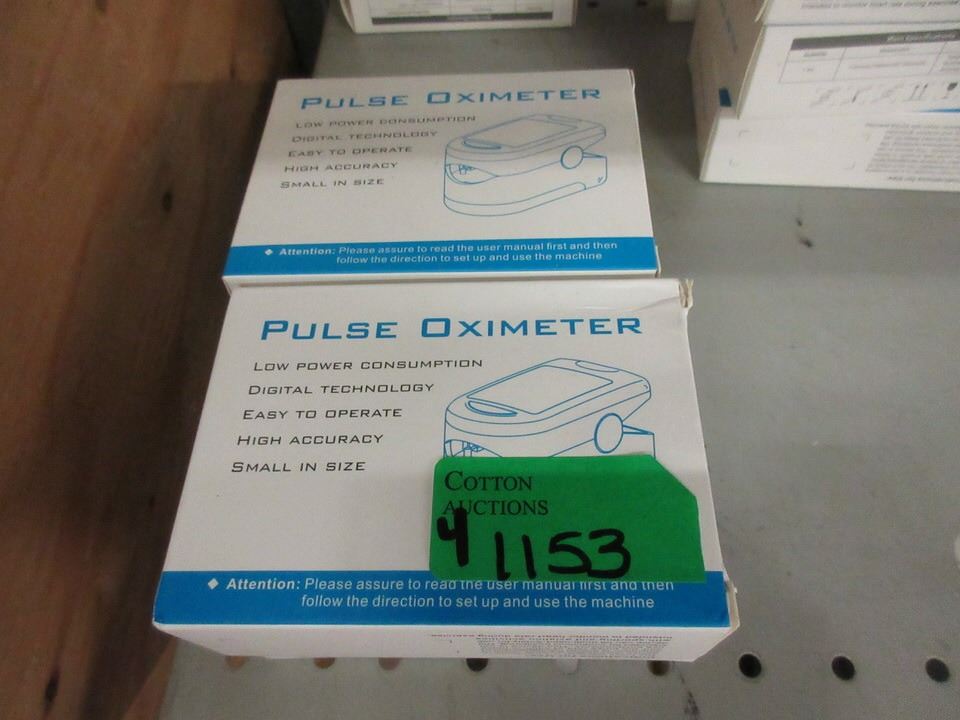 PULSE OXIMETER
LOW POWER CONSUMPTION
DIGITAL TECHNOLOGY
EASY TO OPERATE
HIGH ACCURACY
SMALL IN SIZE
◆ Attention: Please assure to read the user manual first and then
follow the direction to set up and use the machine
PULSE OXIMETER
LOW POWER CONSUMPTION
DIGITAL TECHNOLOGY
EASY TO OPERATE
HIGH ACCURACY
SMALL IN SIZE
COTTON
AUCTIONS
4 1153
◆ Attention: Please assure to read the user manual first and then
follow the direction to set up and use the machine
Main Specifications